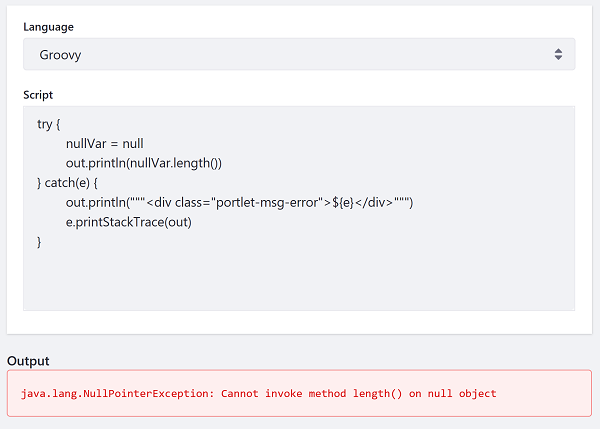 Language
Groovy
Script
try {
nullVar = null
out.println(nullVar.length())
} catch(e) {
out.println("""<div class="portlet-msg-error">${e}</div>""")
e.printStackTrace(out)
}
Output
java.lang.NullPointerException: Cannot invoke method length() on null object